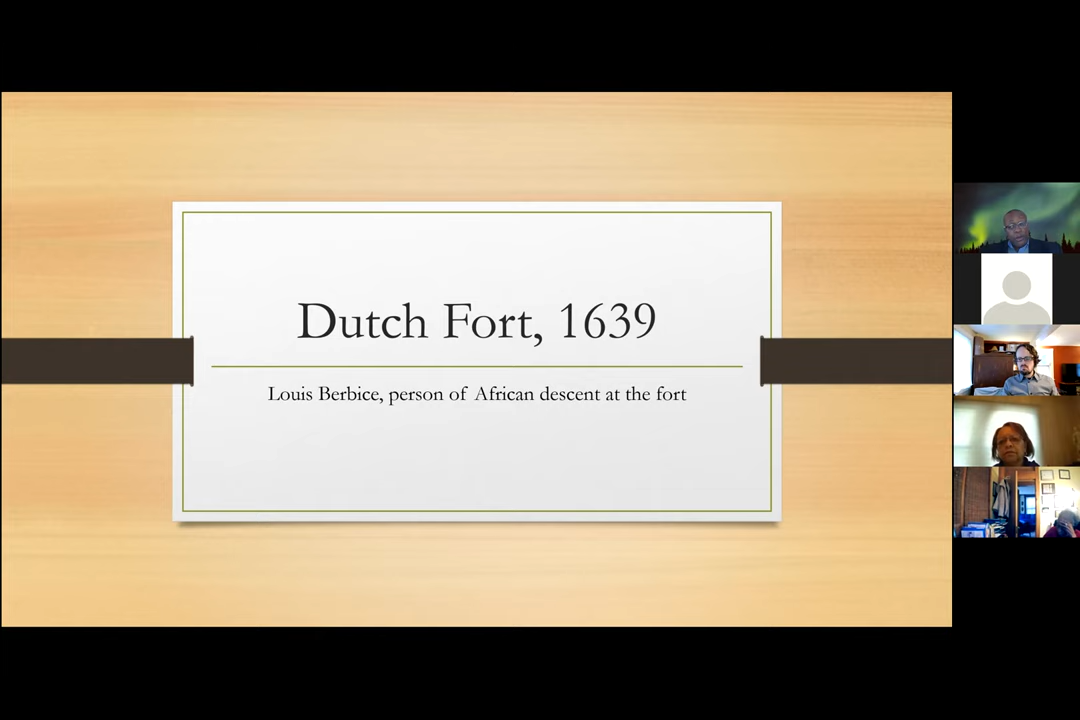 Dutch Fort, 1639
Louis Berbice, person of African descent at the fort